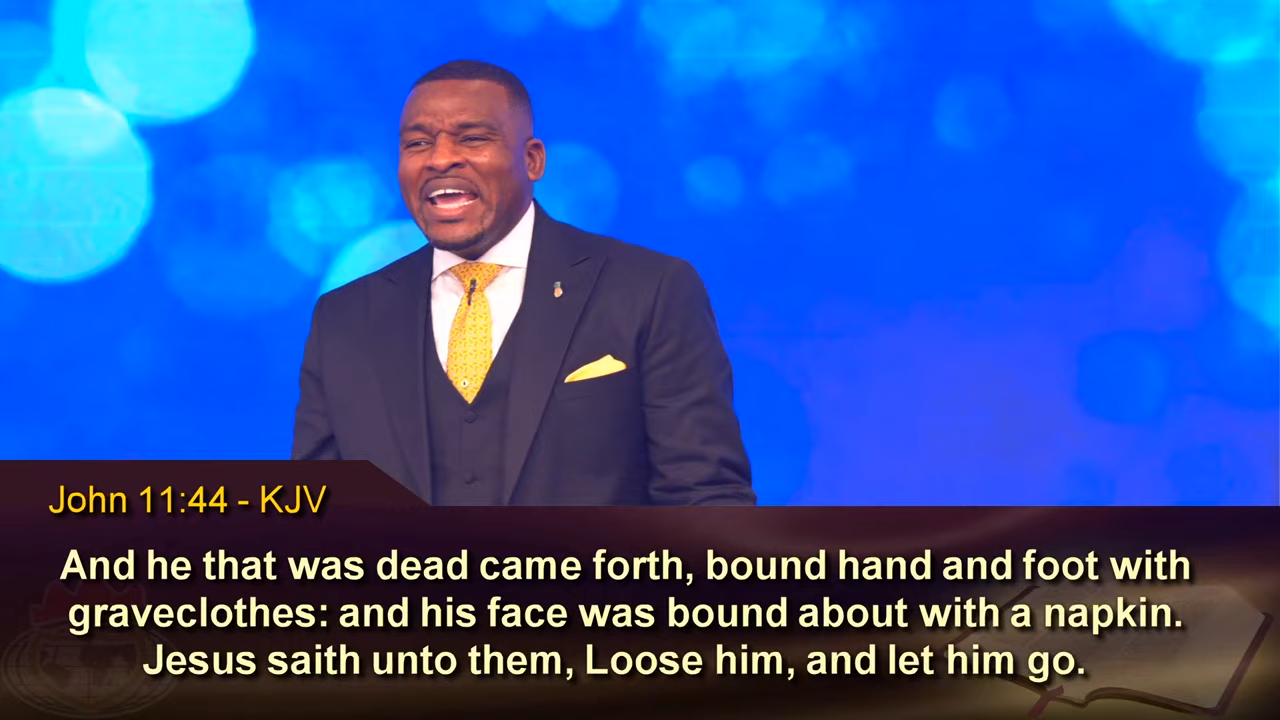 John 11:44 - KJV
And he that was dead came forth, bound hand and foot with
graveclothes: and his face was bound about with a napkin.
Jesus saith unto them, Loose him, and let him go.